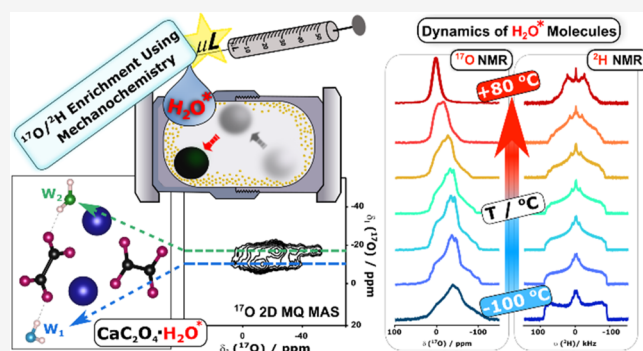 ¹⁷O/²H Enrichment Using
Mechanochemistry
μL
H₂O*
W₂
W₁
CaC₂O₄·H₂O*
-40
-20
0
20
δ₁ (¹⁷O) / ppm
¹⁷O 2D MQ MAS
0
-40
(¹⁷O) / ppm
Dynamics of H₂O* Molecules
¹⁷O NMR
²H NMR
+80 °C
T / °C
-100 °C
100
0
-100
δ (¹⁷O) / ppm
100
0
-100
υ (²H)/ kHz